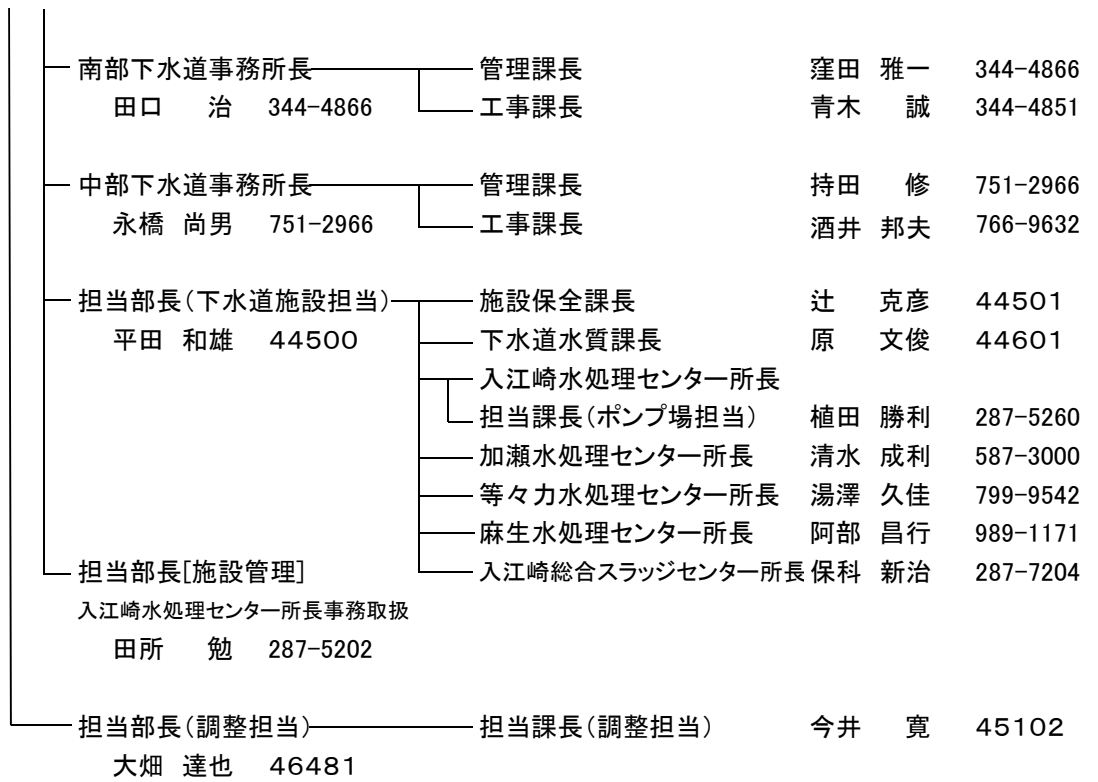 南部下水道事務所長 管理課長 窪田 雅一 344-4866
田口 治 344-4866 工事課長 青木 誠 344-4851
中部下水道事務所長 管理課長 持田 修 751-2966
永橋 尚男 751-2966 工事課長 酒井 邦夫 766-9632
担当部長(下水道施設担当) 施設保全課長 辻 克彦 44501
平田 和雄 44500 下水道水質課長 原 文俊 44601
入江崎水処理センター所長
担当課長(ポンプ場担当) 植田 勝利 287-5260
加瀬水処理センター所長 清水 成利 587-3000
等々力水処理センター所長 湯澤 久佳 799-9542
麻生水処理センター所長 阿部 昌行 989-1171
担当部長[施設管理] 入江崎総合スラッジセンター所長 保科 新治 287-7204
入江崎水処理センター所長事務取扱
田所 勉 287-5202
担当部長(調整担当) 担当課長(調整担当) 今井 寛 45102
大畑 達也 46481